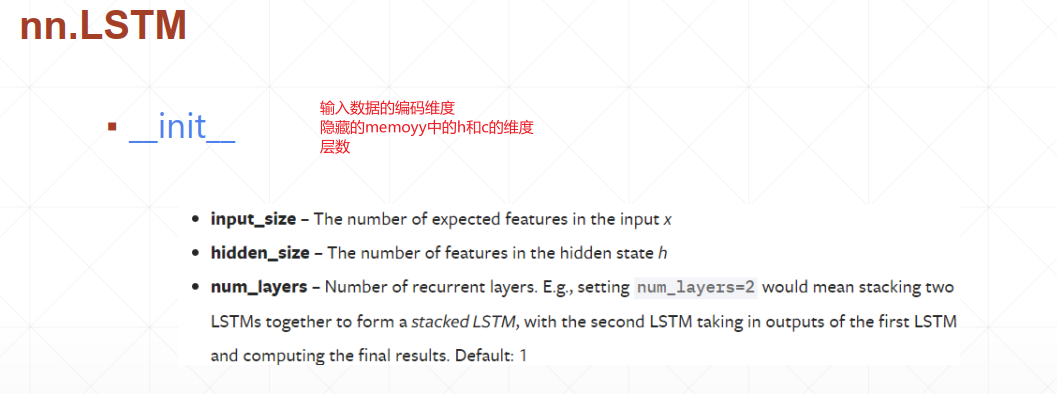 nn.LSTM
▪ __init__
输入数据的编码维度
隐藏的memoyy中的h和c的维度
层数
• input_size – The number of expected features in the input x
• hidden_size – The number of features in the hidden state h
• num_layers – Number of recurrent layers. E.g., setting num_layers=2 would mean stacking two
LSTMs together to form a stacked LSTM, with the second LSTM taking in outputs of the first LSTM
and computing the final results. Default: 1